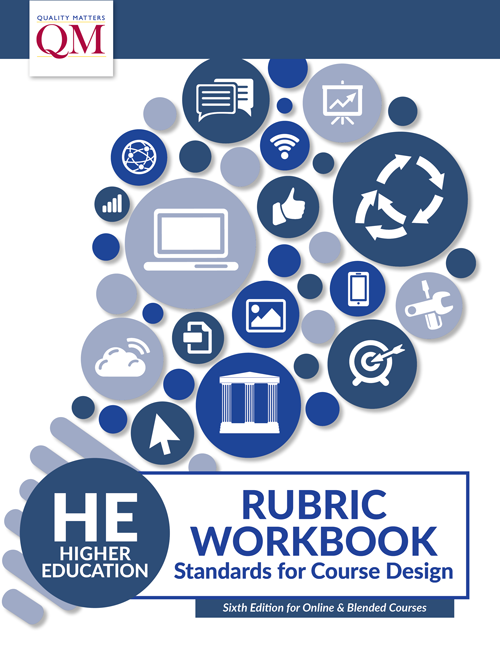 QUALITY MATTERS
QM
HE
HIGHER
EDUCATION
RUBRIC
WORKBOOK
Standards for Course Design
Sixth Edition for Online & Blended Courses